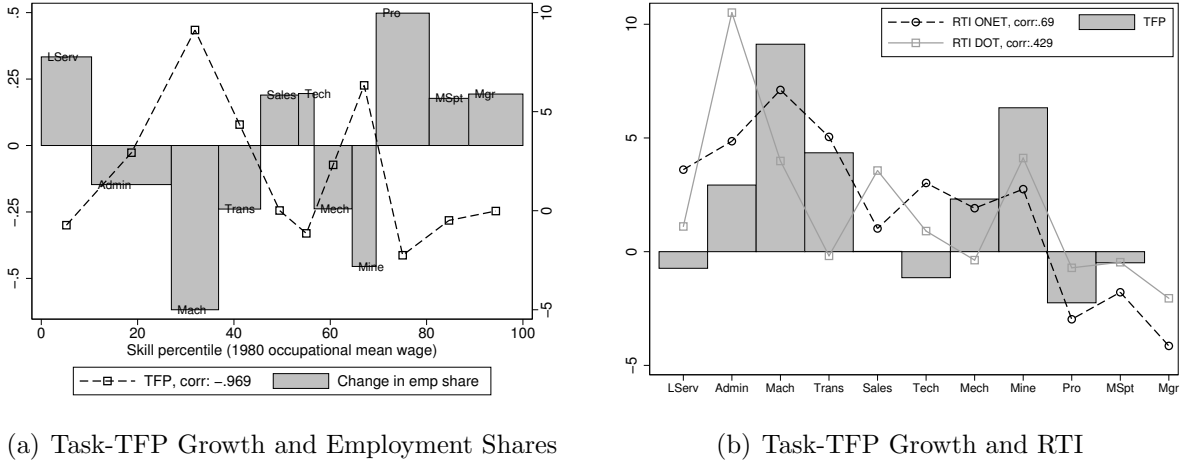 .5
.25
0
-.25
-.5
10
5
0
-5
LServ
Admin
Mach
Trans
Sales
Tech
Mech
Mine
Pro
MSpt
Mgr
0 20 40 60 80 100
Skill percentile (1980 occupational mean wage)
TFP, corr: -.969 Change in emp share
(a) Task-TFP Growth and Employment Shares
10
5
0
-5
RTI ONET, corr:.69 TFP
RTI DOT, corr:.429
LServ Admin Mach Trans Sales Tech Mech Mine Pro MSpt Mgr
(b) Task-TFP Growth and RTI